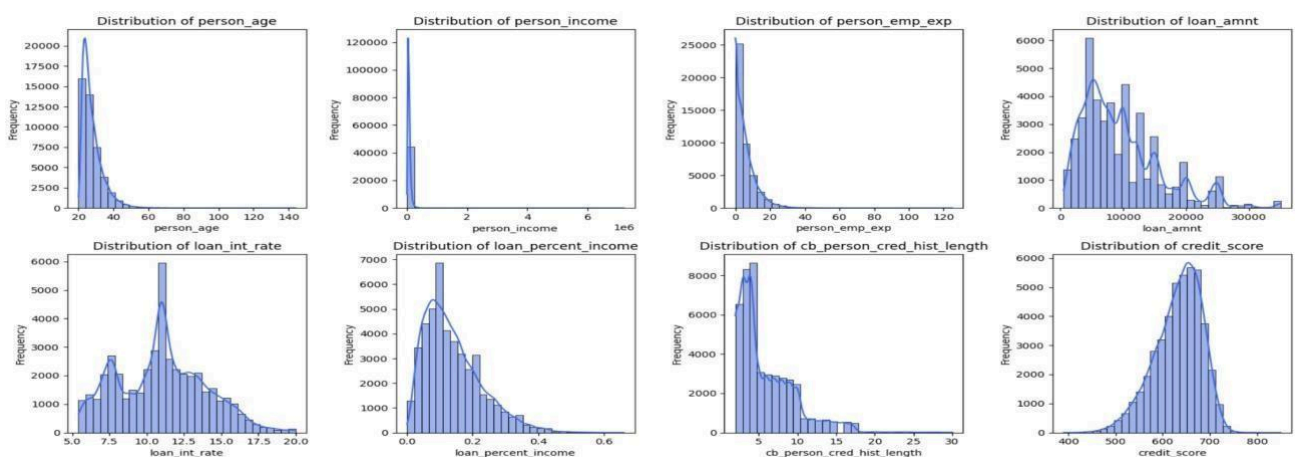 Distribution of person_age
Frequency
20000
17500
15000
12500
10000
7500
5000
2500
0
20 40 60 80 100 120 140
person_age
Distribution of person_income
Frequency
120000
100000
80000
60000
40000
20000
0
0 2 4 6
1e6
person_income
Distribution of person_emp_exp
Frequency
25000
20000
15000
10000
5000
0
0 20 40 60 80 100 120
person_emp_exp
Distribution of loan_amnt
Frequency
6000
5000
4000
3000
2000
1000
0
0 10000 20000 30000
loan_amnt
Distribution of loan_int_rate
Frequency
6000
5000
4000
3000
2000
1000
0
5.0 7.5 10.0 12.5 15.0 17.5 20.0
loan_int_rate
Distribution of loan_percent_income
Frequency
7000
6000
5000
4000
3000
2000
1000
0
0.0 0.2 0.4 0.6
loan_percent_income
Distribution of cb_person_cred_hist_length
Frequency
8000
6000
4000
2000
0
5 10 15 20 25 30
cb_person_cred_hist_length
Distribution of credit_score
Frequency
6000
5000
4000
3000
2000
1000
0
400 500 600 700 800
credit_score